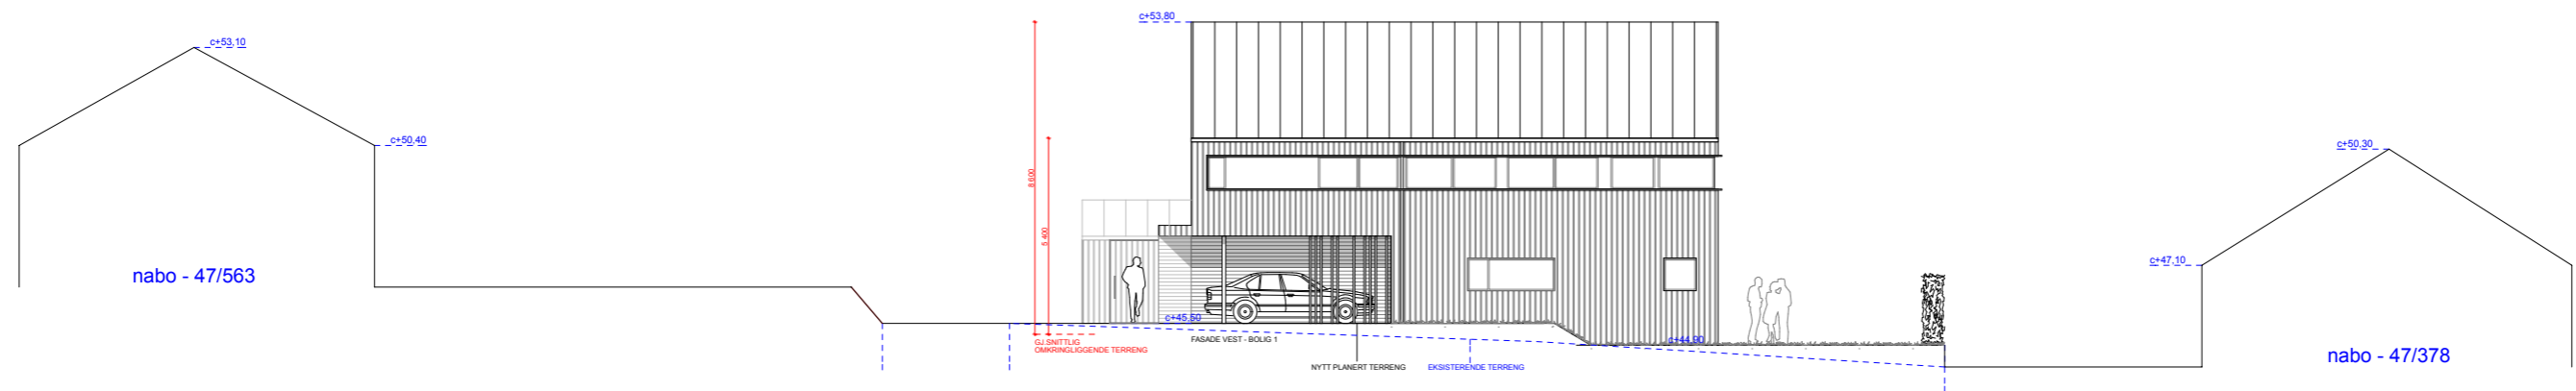 c+53,80
c+53,10
c+50,40
c+50,30
8 600
5 400
c+47,10
nabo - 47/563
c+45,50
FASADE VEST - BOLIG 1
GJ.SNITTLIG
OMKRINGLIGGENDE TERRENG
c+44,90
nabo - 47/378
NYTT PLANERT TERRENG
EKSISTERENDE TERRENG